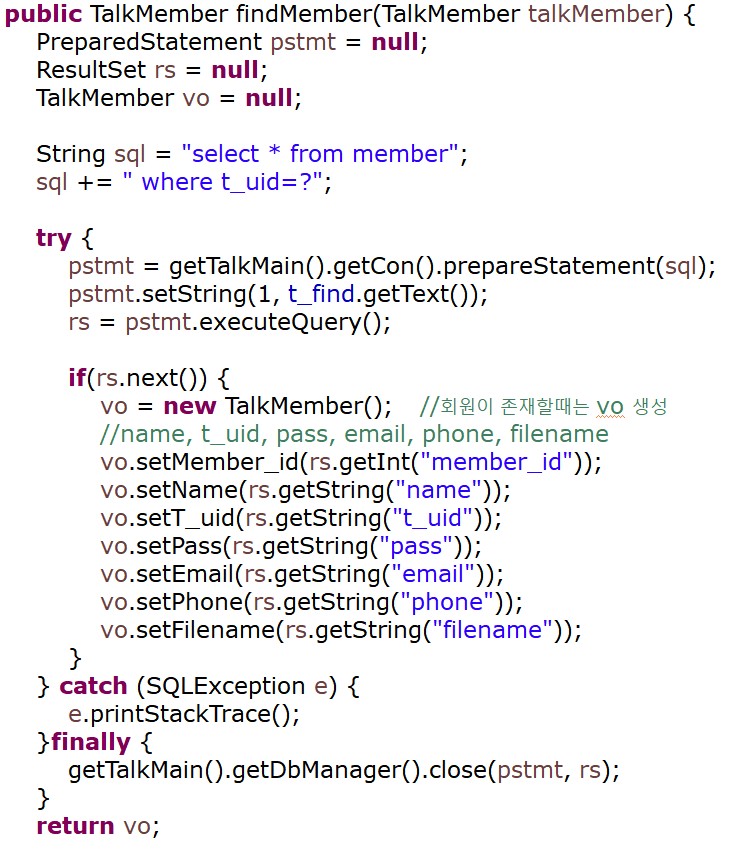 public TalkMember findMember(TalkMember talkMember) {
PreparedStatement pstmt = null;
ResultSet rs = null;
TalkMember vo = null;
String sql = "select * from member";
sql += " where t_uid=?";
try {
pstmt = getTalkMain().getCon().prepareStatement(sql);
pstmt.setString(1, t_find.getText());
rs = pstmt.executeQuery();
if(rs.next()) {
vo = new TalkMember(); //회원이 존재할때는 vo 생성
//name, t_uid, pass, email, phone, filename
vo.setMember_id(rs.getInt("member_id"));
vo.setName(rs.getString("name"));
vo.setT_uid(rs.getString("t_uid"));
vo.setPass(rs.getString("pass"));
vo.setEmail(rs.getString("email"));
vo.setPhone(rs.getString("phone"));
vo.setFilename(rs.getString("filename"));
}
} catch (SQLException e) {
e.printStackTrace();
}finally {
getTalkMain().getDbManager().close(pstmt, rs);
}
return vo;